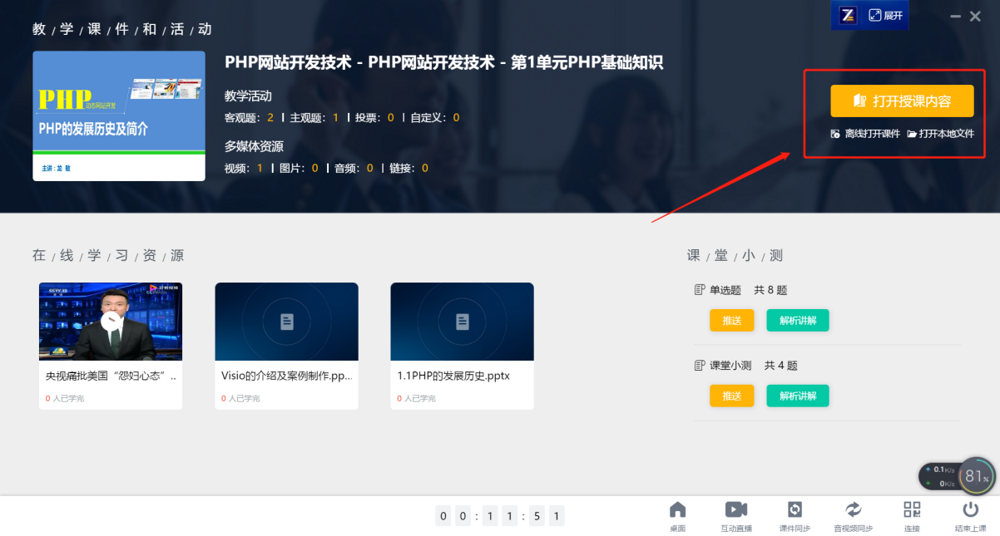 展开
教 / 学 / 课 / 件 / 和 / 活 / 动
PHP网站开发技术 - PHP网站开发技术 - 第1单元PHP基础知识
教学活动
客观题: 2 | 主观题: 1 | 投票: 0 | 自定义: 0
多媒体资源
视频: 1 | 图片: 0 | 音频: 0 | 链接: 0
PHP动态网站开发
PHP的发展历史及简介
主讲:龙 敏
打开授课内容
离线打开课件 打开本地文件
在 / 线 / 学 / 习 / 资 / 源
央视痛批美国“怨妇心态”..
0 人已学完
Visio的介绍及案例制作.pp...
0 人已学完
1.1PHP的发展历史.pptx
0 人已学完
课 / 堂 / 小 / 测
单选题 共 8 题
推送 解析讲解
课堂小测 共 4 题
推送 解析讲解
0.1K/s
0K/s
81%
00:11:51
桌面 互动直播 课件同步 音视频同步 连接 结束上课